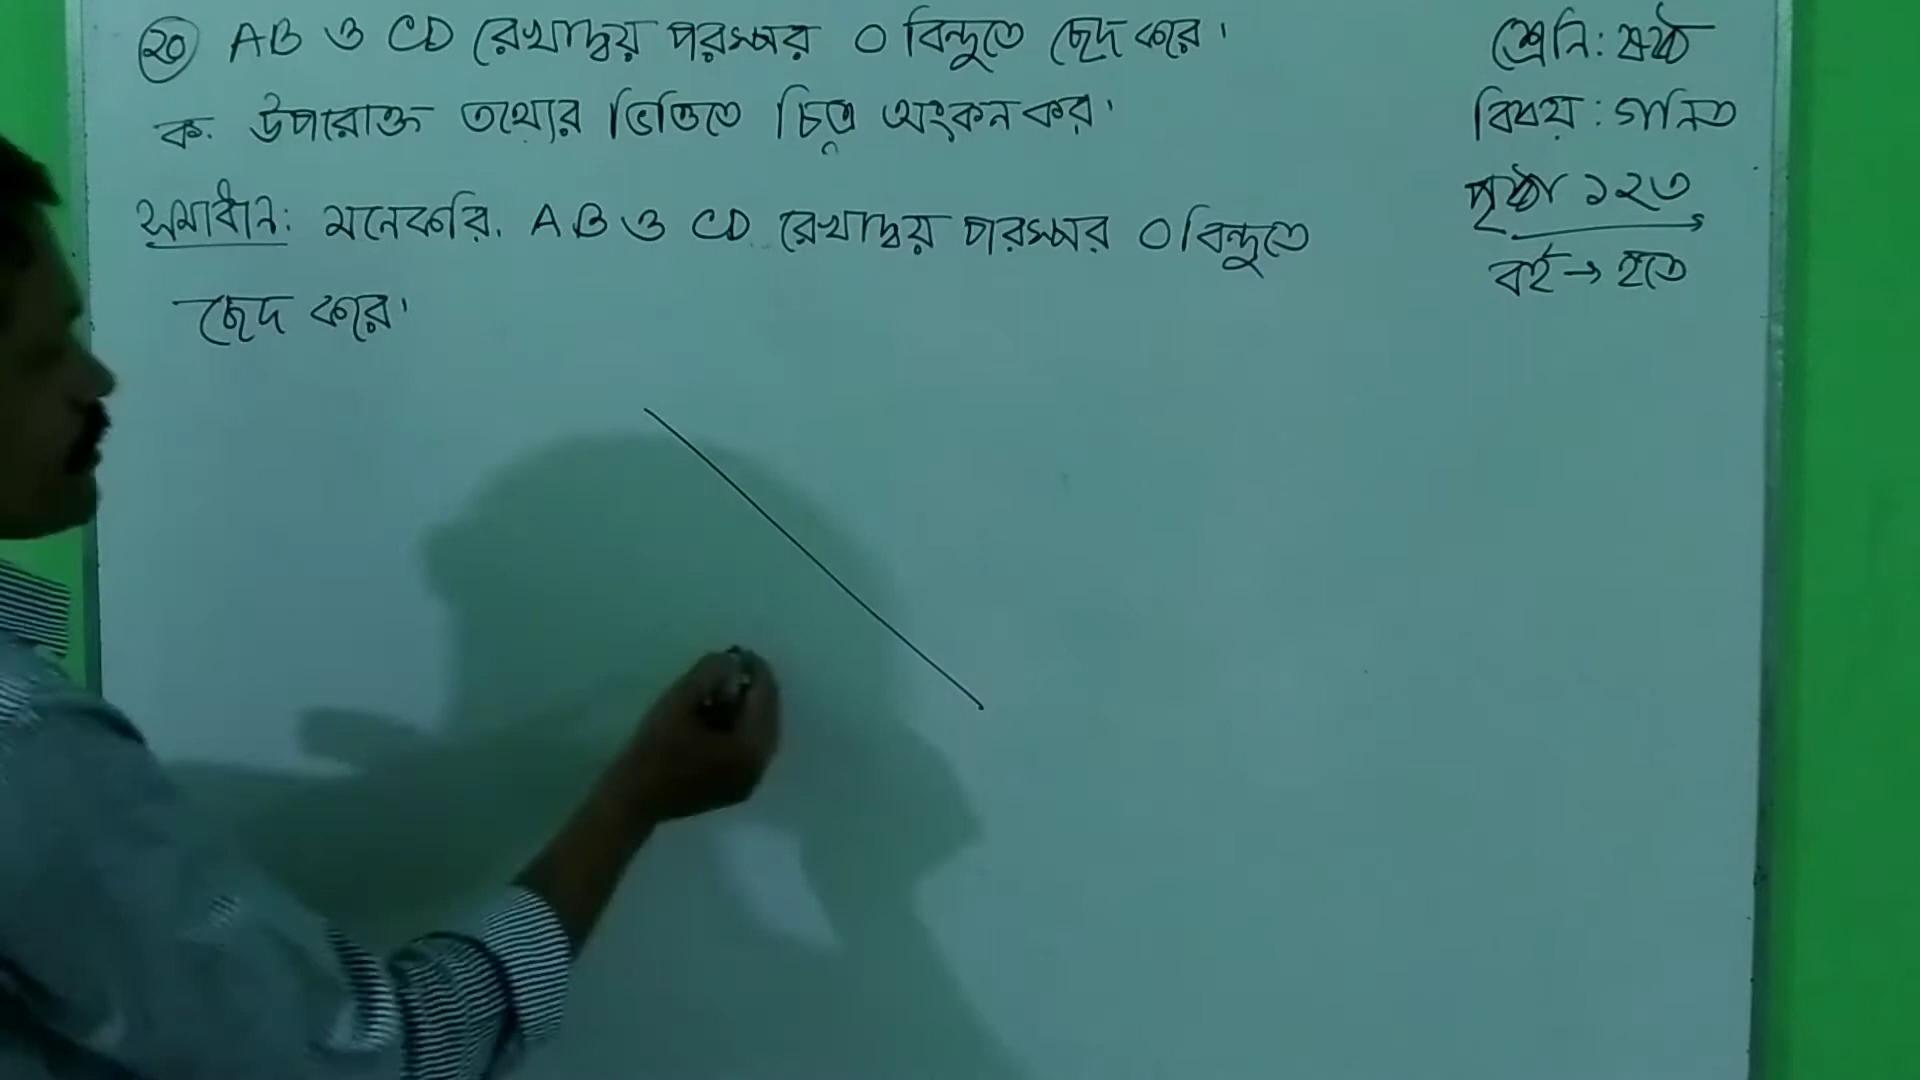 ২০ AB ও CD রেখাদ্বয় পরস্পর O বিন্দুতে ছেদ করে।
ক. উপরোক্ত তথ্যের ভিত্তিতে চিত্র অংকন কর।
সমাধান: মনেকরি, AB ও CD রেখাদ্বয় পরস্পর O বিন্দুতে
ছেদ করে।
শ্রেনি: ষষ্ঠ
বিষয়: গনিত
পৃষ্ঠা ১২৩
বই → হতে